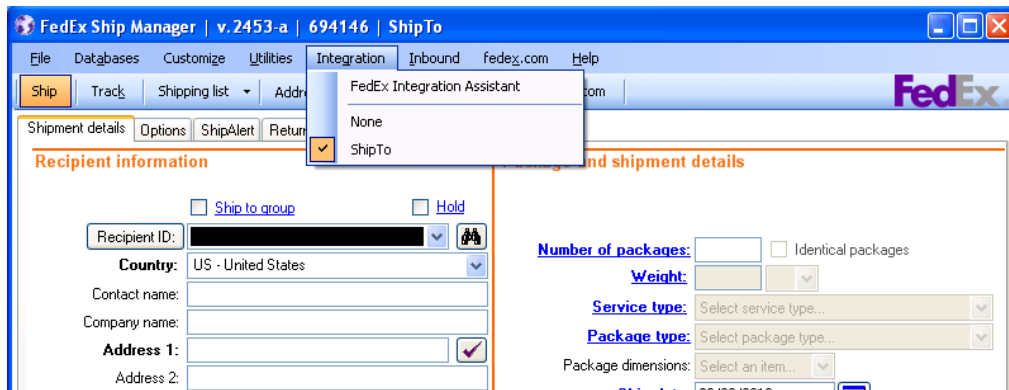 FedEx Ship Manager | v. 2453-a | 694146 | ShipTo
File Databases Customize Utilities Integration Inbound fedex.com Help
Ship Track Shipping list
FedEx
FedEx Integration Assistant
None
ShipTo
Shipment details Options ShipAlert
Recipient information
and shipment details
Ship to group Hold
Recipient ID:
Country: US - United States
Contact name:
Company name:
Address 1:
Address 2:
Number of packages: Identical packages
Weight:
Service type: Select service type...
Package type: Select package type...
Package dimensions: Select an item...